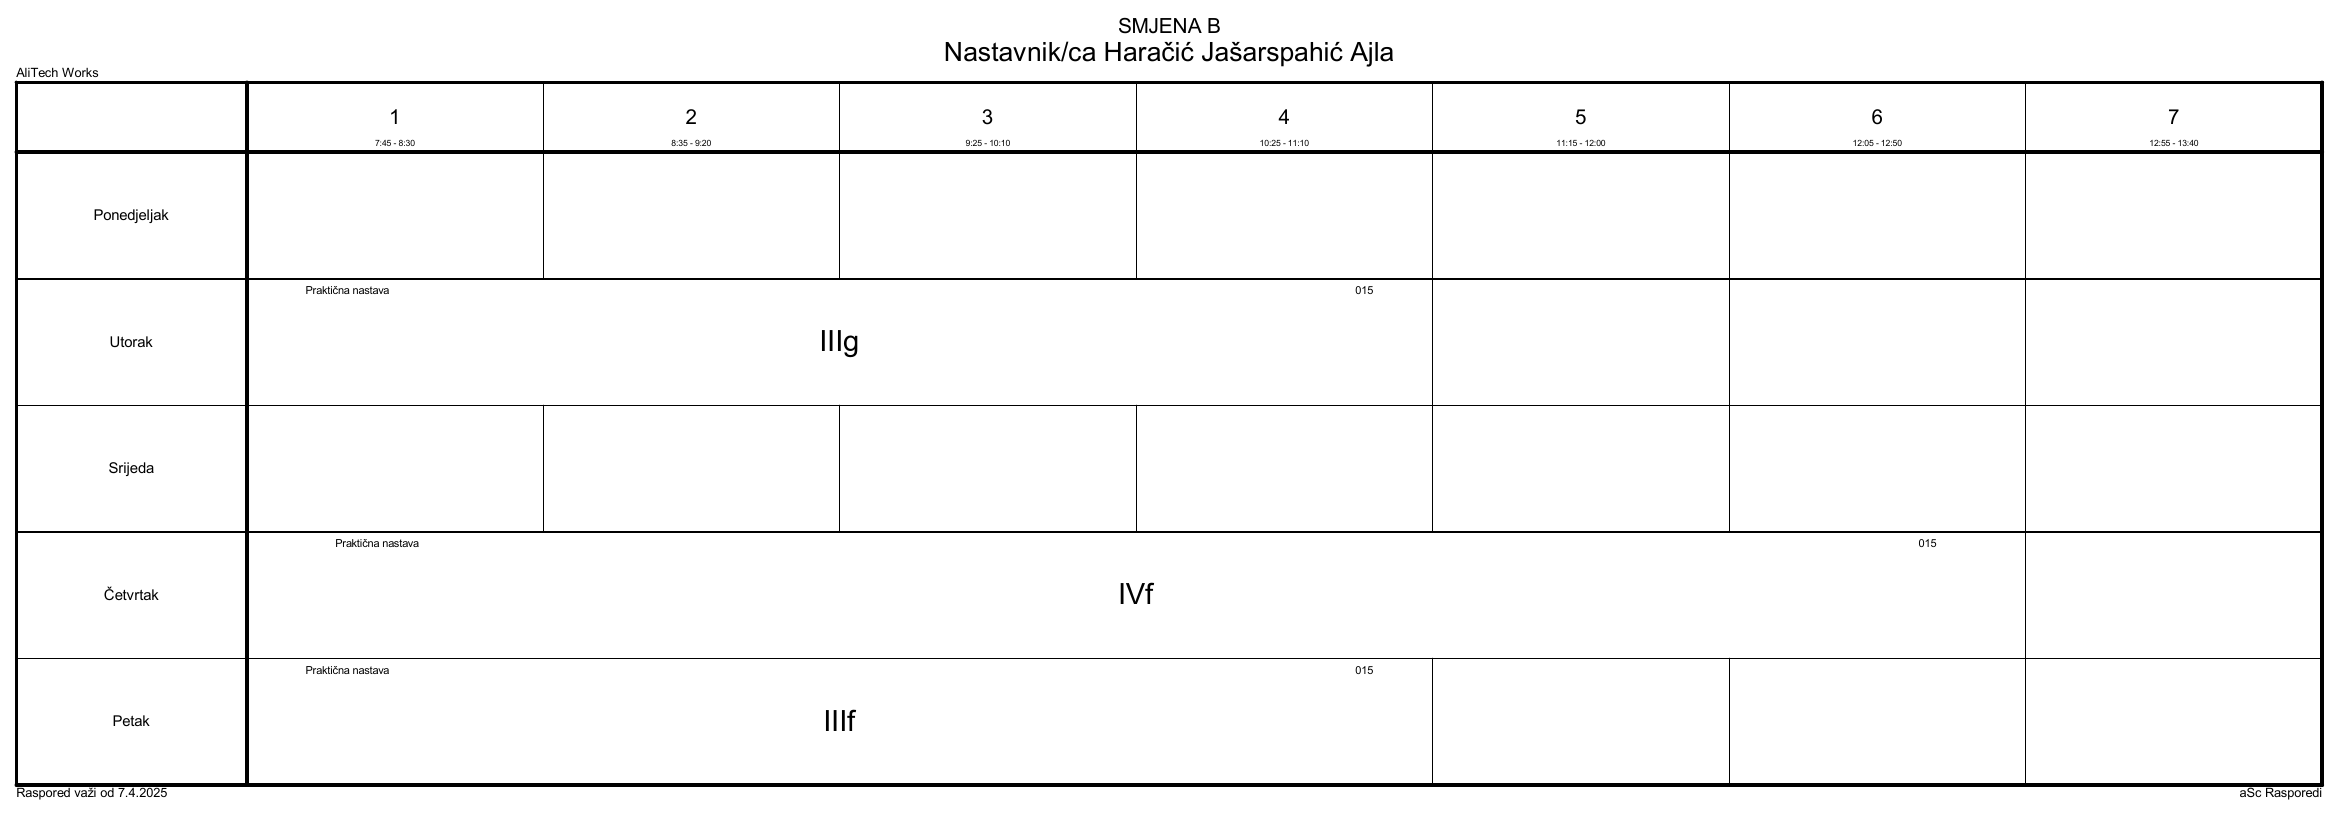 SMJENA B
Nastavnik/ca Haračić Jašarspahić Ajla
AliTech Works
1 2 3 4 5 6 7
7:45 - 8:30 8:35 - 9:20 9:25 - 10:10 10:25 - 11:10 11:15 - 12:00 12:05 - 12:50 12:55 - 13:40
Ponedjeljak
Praktična nastava 015
Utorak IIIg
Srijeda
Praktična nastava 015
Četvrtak IVf
Praktična nastava 015
Petak IIIf
Raspored važi od 7.4.2025 aSc Rasporedi